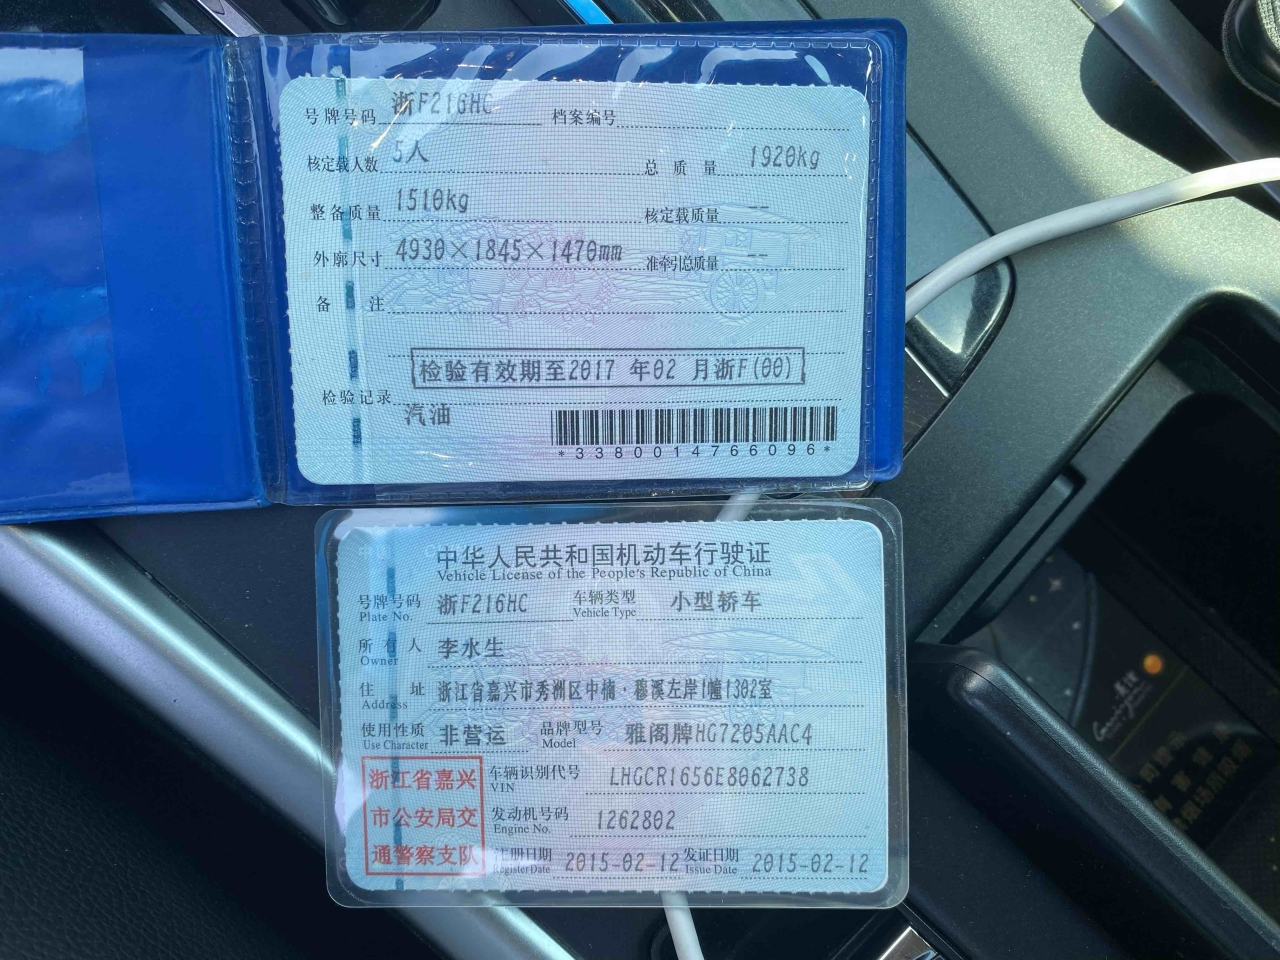 号牌号码 浙F216HC 档案编号
核定载人数 5人 总质量 1920kg
整备质量 1510kg 核定载质量 --
外廓尺寸 4930×1845×1470mm 准牵引总质量 --
备注
检验有效期至2017 年02 月浙F(00)
检验记录
汽油
*3380014766096*
中华人民共和国机动车行驶证
Vehicle License of the People's Republic of China
号牌号码 浙F216HC 车辆类型 小型轿车
Plate No. Vehicle Type
所有人 李水生
Owner
住址 浙江省嘉兴市秀洲区中楠·穆溪左岸1幢1302室
Address
使用性质 非营运 品牌型号 雅阁牌HG7205AAC4
Use Character Model
浙江省嘉兴
市公安局交
通警察支队
车辆识别代号 LHGCR1656E8062738
VIN
发动机号码 1262802
Engine No.
注册日期 2015-02-12 发证日期 2015-02-12
Register Date Issue Date